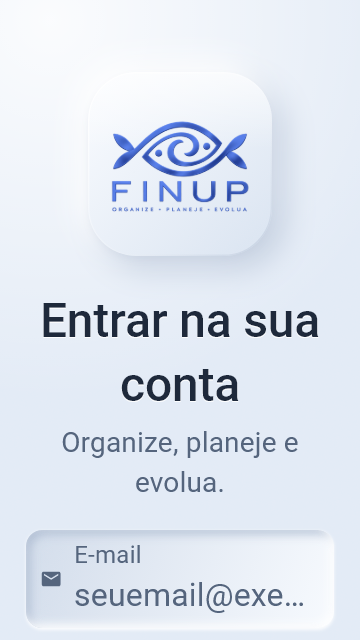 FINUP
ORGANIZE • PLANEJE • EVOLUA
Entrar na sua
conta
Organize, planeje e
evolua.
E-mail
seuemail@exe…